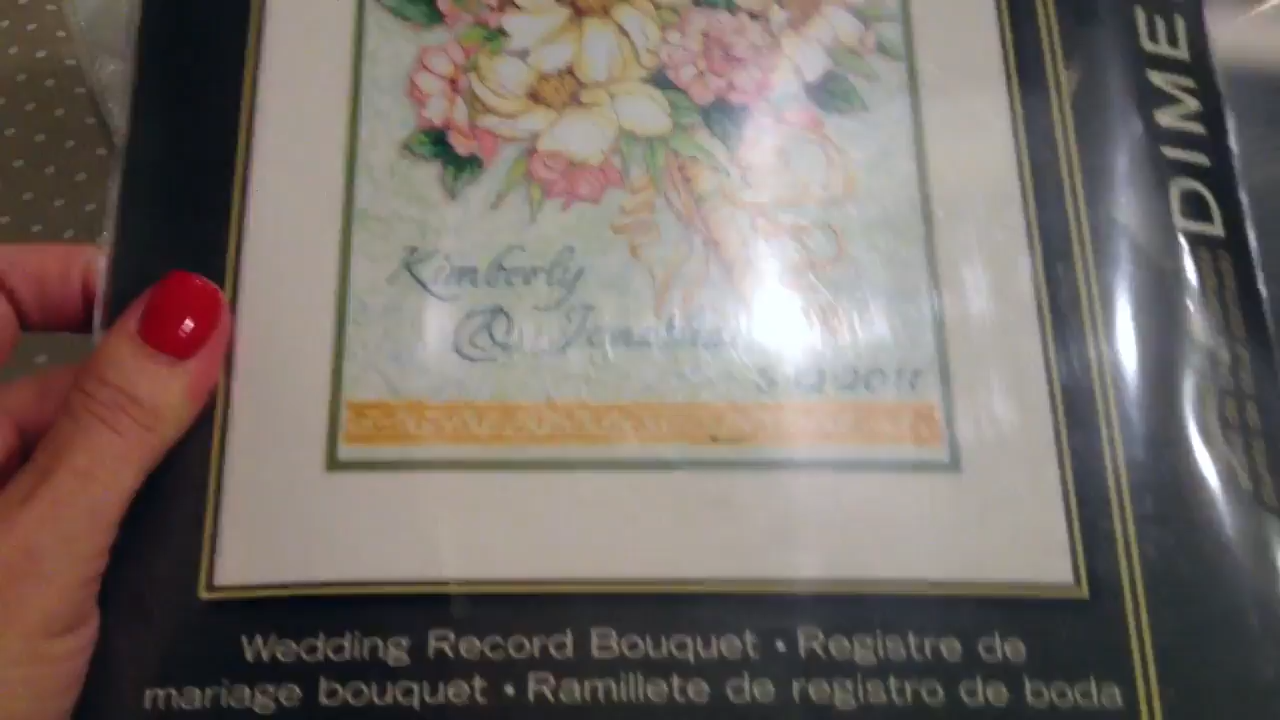 Kimberly
@
DIME
Wedding Record Bouquet • Registre de
mariage bouquet • Ramillete de registro de boda